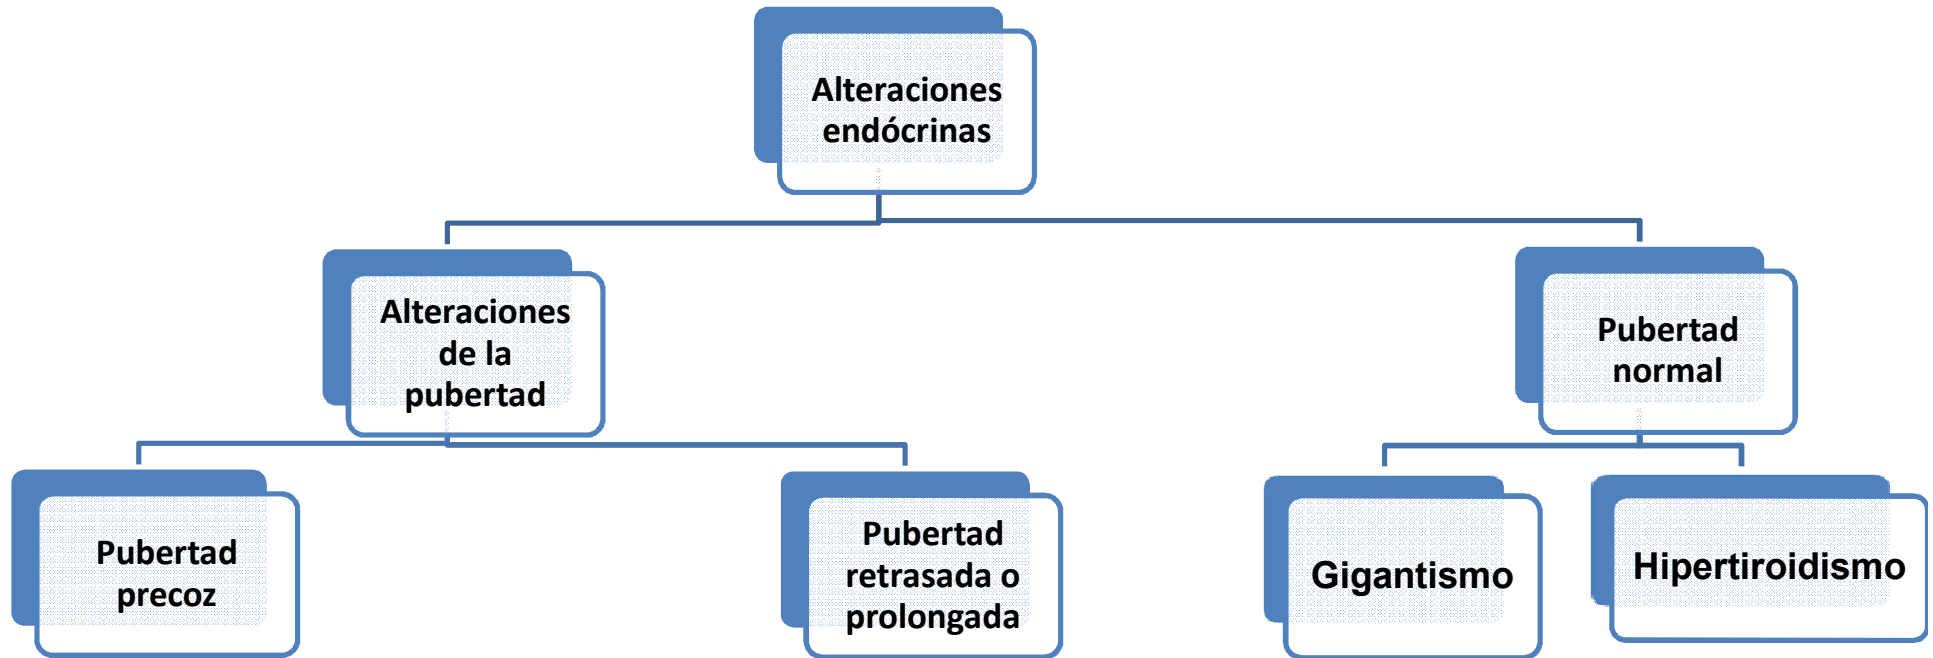 Alteraciones
endócrinas
Alteraciones
de la
pubertad
Pubertad
normal
Pubertad
precoz
Pubertad
retrasada o
prolongada
Gigantismo
Hipertiroidismo